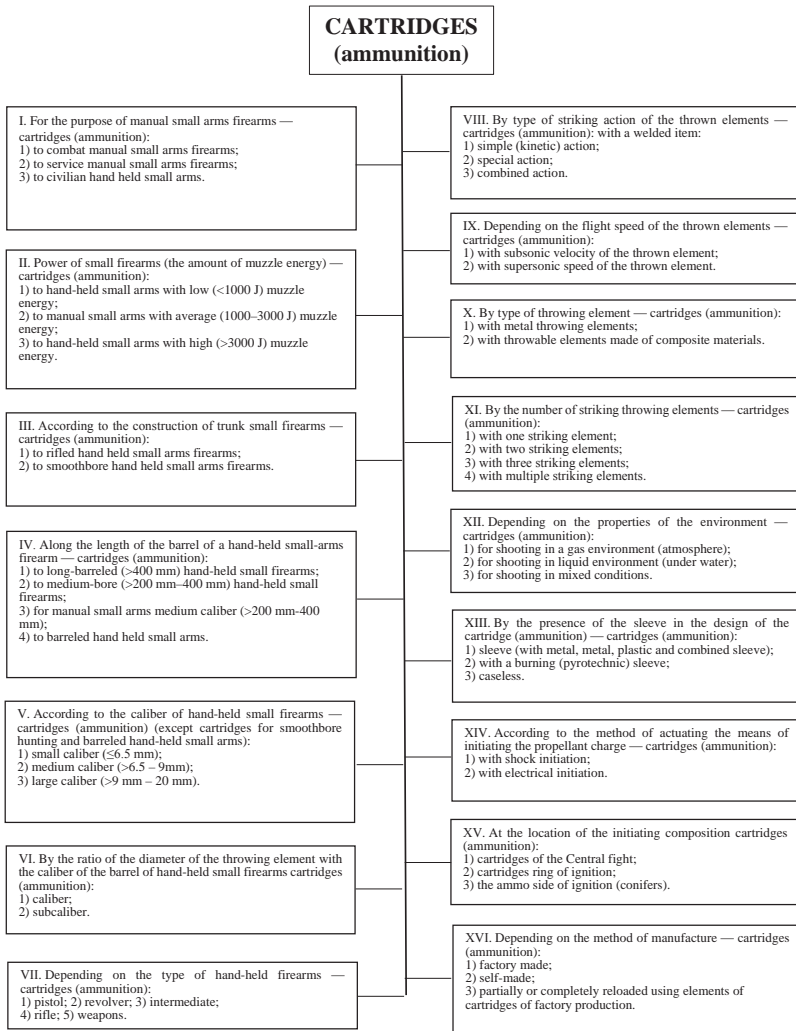 CARTRIDGES
(ammunition)
I. For the purpose of manual small arms firearms —
cartridges (ammunition):
1) to combat manual small arms firearms;
2) to service manual small arms firearms;
3) to civilian hand held small arms.
II. Power of small firearms (the amount of muzzle energy) —
cartridges (ammunition):
1) to hand-held small arms with low (<1000 J) muzzle
energy;
2) to manual small arms with average (1000–3000 J) muzzle
energy;
3) to hand-held small arms with high (>3000 J) muzzle
energy.
III. According to the construction of trunk small firearms —
cartridges (ammunition):
1) to rifled hand held small arms firearms;
2) to smoothbore hand held small arms firearms.
IV. Along the length of the barrel of a hand-held small-arms
firearm — cartridges (ammunition):
1) to long-barreled (>400 mm) hand-held small firearms;
2) to medium-bore (>200 mm–400 mm) hand-held small
firearms;
3) for manual small arms medium caliber (>200 mm-400
mm);
4) to barreled hand held small arms.
V. According to the caliber of hand-held small firearms —
cartridges (ammunition) (except cartridges for smoothbore
hunting and barreled hand-held small arms):
1) small caliber (≤6.5 mm);
2) medium caliber (>6.5 – 9mm);
3) large caliber (>9 mm – 20 mm).
VI. By the ratio of the diameter of the throwing element with
the caliber of the barrel of hand-held small firearms cartridges
(ammunition):
1) caliber;
2) subcaliber.
VII. Depending on the type of hand-held firearms —
cartridges (ammunition):
1) pistol; 2) revolver; 3) intermediate;
4) rifle; 5) weapons.
VIII. By type of striking action of the thrown elements —
cartridges (ammunition): with a welded item:
1) simple (kinetic) action;
2) special action;
3) combined action.
IX. Depending on the flight speed of the thrown elements —
cartridges (ammunition):
1) with subsonic velocity of the thrown element;
2) with supersonic speed of the thrown element.
X. By type of throwing element — cartridges (ammunition):
1) with metal throwing elements;
2) with throwable elements made of composite materials.
XI. By the number of striking throwing elements — cartridges
(ammunition):
1) with one striking element;
2) with two striking elements;
3) with three striking elements;
4) with multiple striking elements.
XII. Depending on the properties of the environment —
cartridges (ammunition):
1) for shooting in a gas environment (atmosphere);
2) for shooting in liquid environment (under water);
3) for shooting in mixed conditions.
XIII. By the presence of the sleeve in the design of the
cartridge (ammunition) — cartridges (ammunition):
1) sleeve (with metal, metal, plastic and combined sleeve);
2) with a burning (pyrotechnic) sleeve;
3) caseless.
XIV. According to the method of actuating the means of
initiating the propellant charge — cartridges (ammunition):
1) with shock initiation;
2) with electrical initiation.
XV. At the location of the initiating composition cartridges
(ammunition):
1) cartridges of the Central fight;
2) cartridges ring of ignition;
3) the ammo side of ignition (conifers).
XVI. Depending on the method of manufacture — cartridges
(ammunition):
1) factory made;
2) self-made;
3) partially or completely reloaded using elements of
cartridges of factory production.